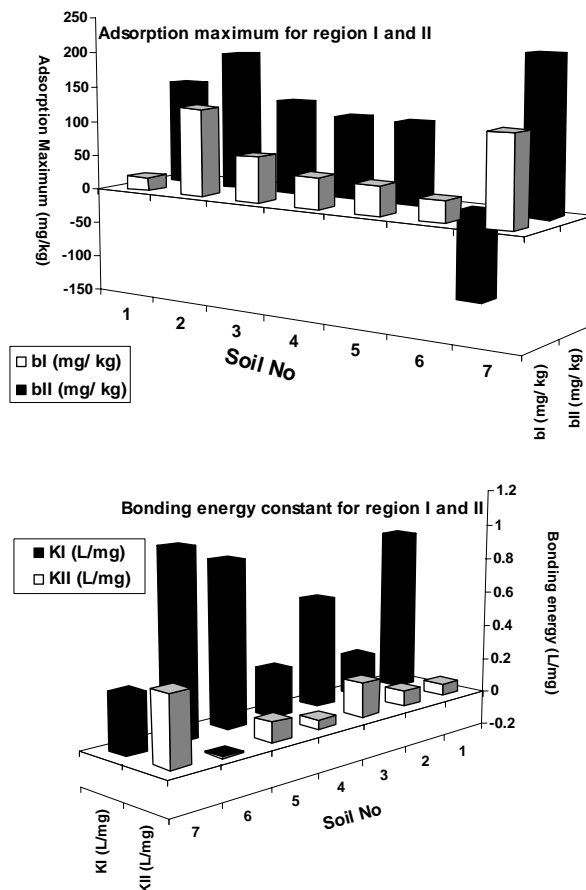 Adsorption maximum for region I and II
250
200
150
100
50
0
-50
-100
-150
Adsorption Maximum (mg/kg)
1
2
3
4
5
6
7
Soil No
bI (mg/ kg)
bII (mg/ kg)
bI (mg/ kg)
bII (mg/ kg)
Bonding energy constant for region I and II
KI (L/mg)
KII (L/mg)
1.2
1
0.8
0.6
0.4
0.2
0
-0.2
Bonding energy (L/mg)
7
6
5
4
3
2
1
Soil No
KI (L/mg)
KII (L/mg)